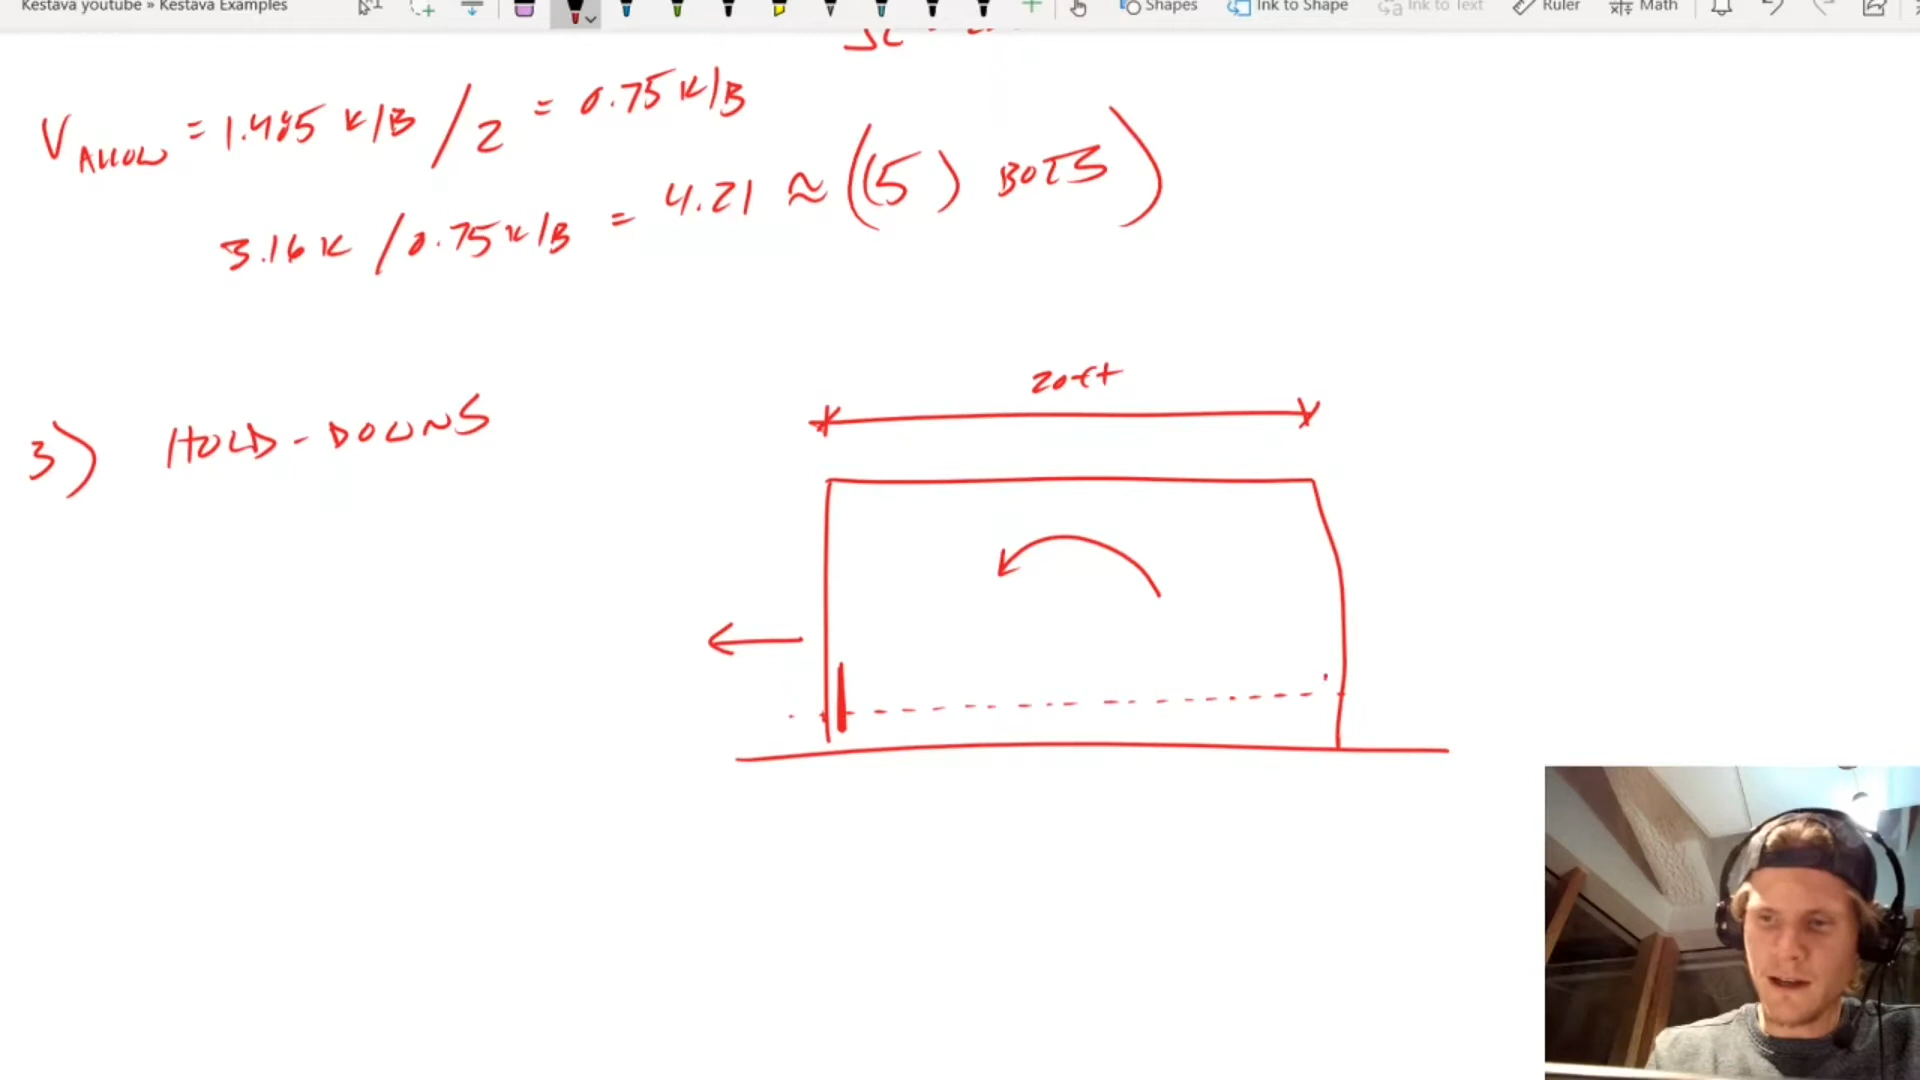 Kestava youtube » Kestava Examples
Shapes
Ink to Shape
Ink to Text
Ruler
Math
V ALLOW = 1.485 K/B / 2 = 0.75 K/B
3.16 K / 0.75 K/B = 4.21 ≈ ((5) BOTS)
3) HOLD-DOWNS
20ft